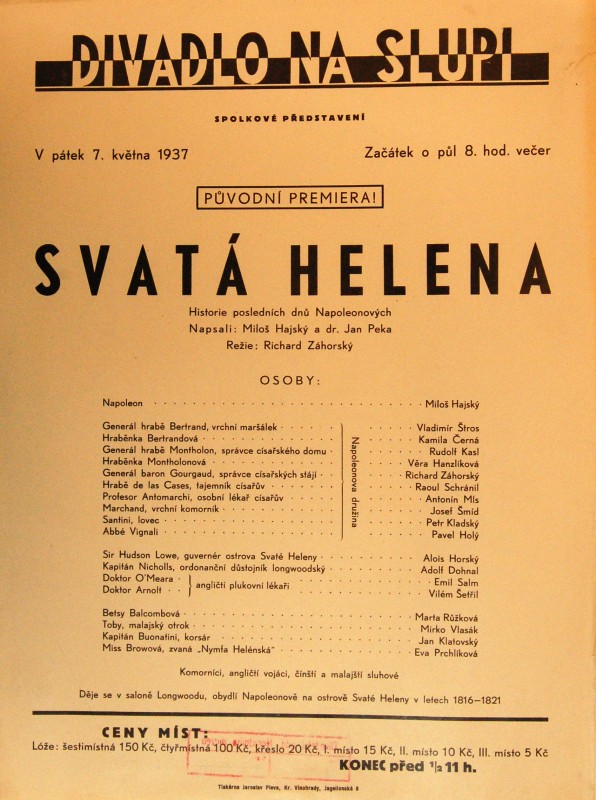 DIVADLO NA SLUPI
SPOLKOVÉ PŘEDSTAVENÍ
V pátek 7. května 1937 Začátek o půl 8. hod. večer
PŮVODNÍ PREMIERA!
SVATÁ HELENA
Historie posledních dnů Napoleonových
Napsali: Miloš Hajský a dr. Jan Peka
Režie: Richard Záhorský
OSOBY:
Napoleon Miloš Hajský
Generál hrabě Bertrand, vrchní maršálek Vladimír Štros
Hraběnka Bertrandová Kamila Černá
Generál hrabě Montholon, správce císařského domu Rudolf Kasl
Hraběnka Montholonová Věra Hanzlíková
Generál baron Gourgaud, správce císařských stájí Richard Záhorský
Hrabě de las Cases, tajemník císařův Raoul Schránil
Profesor Antomarchi, osobní lékař císařův Antonín Mls
Marchand, vrchní komorník Josef Šmíd
Santini, lovec Petr Kladský
Abbé Vignali Pavel Holý
Napoleonova družina
Sir Hudson Lowe, guvernér ostrova Svaté Heleny Alois Horský
Kapitán Nicholls, ordonanční důstojník longwoodský Adolf Dohnal
Doktor O'Meara Emil Salm
angličtí plukovní lékaři
Doktor Arnolt Vilém Šetřil
Betsy Balcombová Marta Růžková
Toby, malajský otrok Mirko Vlasák
Kapitán Buonatini, korsár Jan Klatovský
Miss Browová, zvaná „Nymfa Helénská" Eva Prchlíková
Komorníci, angličtí vojáci, čínští a malajští sluhové
Děje se v saloně Longwoodu, obydlí Napoleonově na ostrově Svaté Heleny v letech 1816–1821
CENY MÍST:
Lóže: šestimístná 150 Kč, čtyřmístná 100 Kč, křeslo 20 Kč, I. místo 15 Kč, II. místo 10 Kč, III. místo 5 Kč
KONEC před ½ 11 h.
Tiskárna Jaroslav Pleva, Kr. Vinohrady, Jagellonská 8